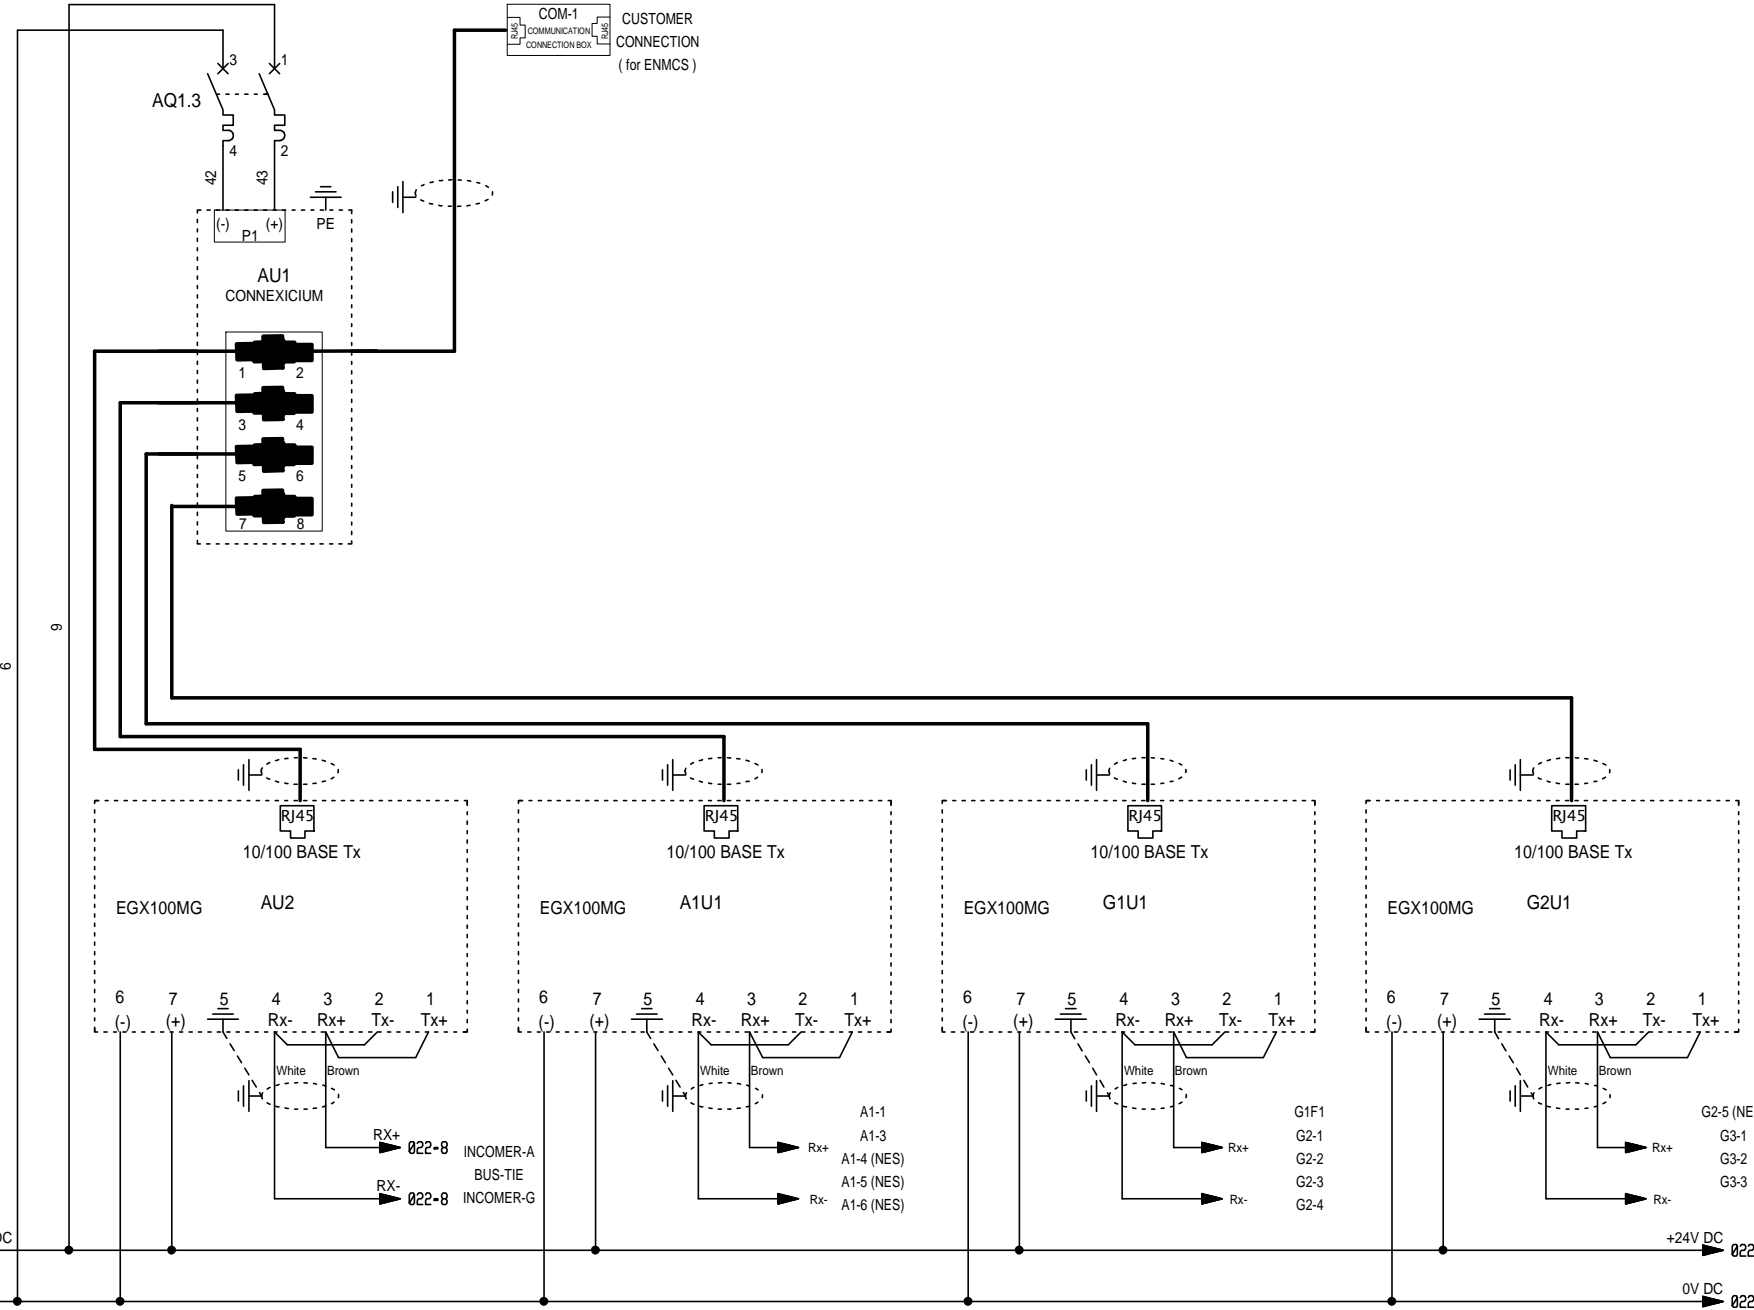 COM-1
COMMUNICATION
CONNECTION BOX
RJ45
RJ45
CUSTOMER
CONNECTION
( for ENMCS )
3
1
AQ1.3
4
2
42
43
(-)
(+)
P1
PE
AU1
CONNEXICIUM
1
2
3
4
5
6
7
8
9
6
RJ45
10/100 BASE Tx
EGX100MG
AU2
6
7
5
4
3
2
1
(-)
(+)
Rx-
Rx+
Tx-
Tx+
White
Brown
RX+
022-8
RX-
022-8
INCOMER-A
BUS-TIE
INCOMER-G
RJ45
10/100 BASE Tx
EGX100MG
A1U1
6
7
5
4
3
2
1
(-)
(+)
Rx-
Rx+
Tx-
Tx+
White
Brown
Rx+
Rx-
A1-1
A1-3
A1-4 (NES)
A1-5 (NES)
A1-6 (NES)
RJ45
10/100 BASE Tx
EGX100MG
G1U1
6
7
5
4
3
2
1
(-)
(+)
Rx-
Rx+
Tx-
Tx+
White
Brown
Rx+
Rx-
G1F1
G2-1
G2-2
G2-3
G2-4
RJ45
10/100 BASE Tx
EGX100MG
G2U1
6
7
5
4
3
2
1
(-)
(+)
Rx-
Rx+
Tx-
Tx+
White
Brown
Rx+
Rx-
G2-5 (NE
G3-1
G3-2
G3-3
DC
+24V DC
022
0V DC
022